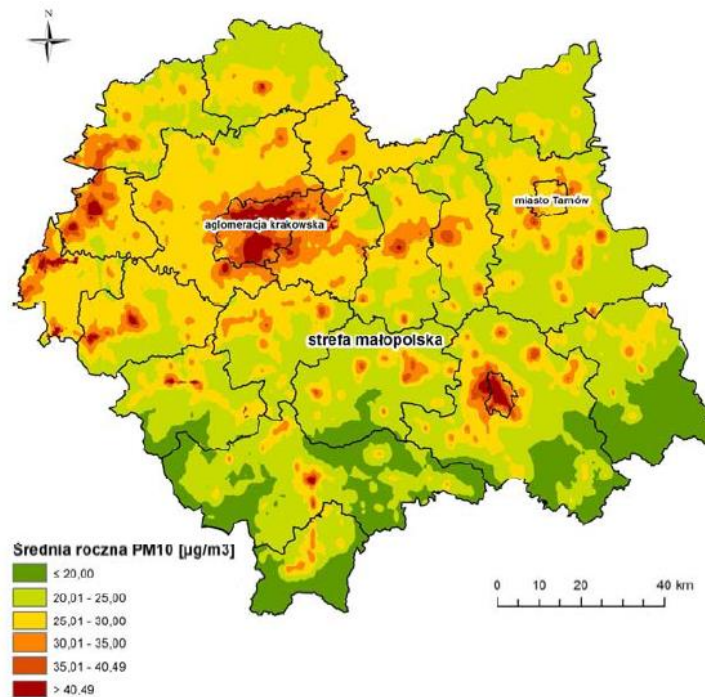 N
aglomeracja krakowska
miasto Tarnów
strefa małopolska
Średnia roczna PM10 [µg/m3]
≤ 20,00
20,01 - 25,00
25,01 - 30,00
30,01 - 35,00
35,01 - 40,49
> 40,49
0 10 20 40 km